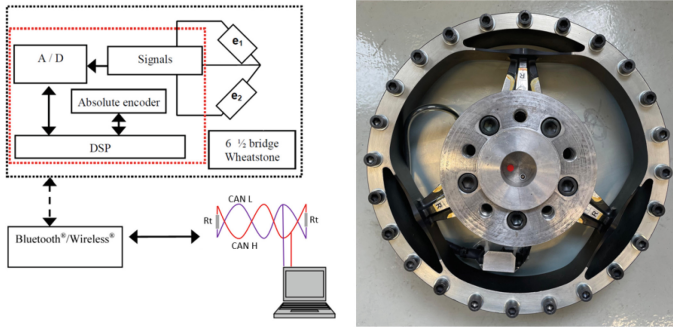 e1
A / D
Signals
e2
Absolute encoder
DSP
6 ½ bridge
Wheatstone
CAN L
Rt
Rt
CAN H
Bluetooth®/Wireless®
R
R
R